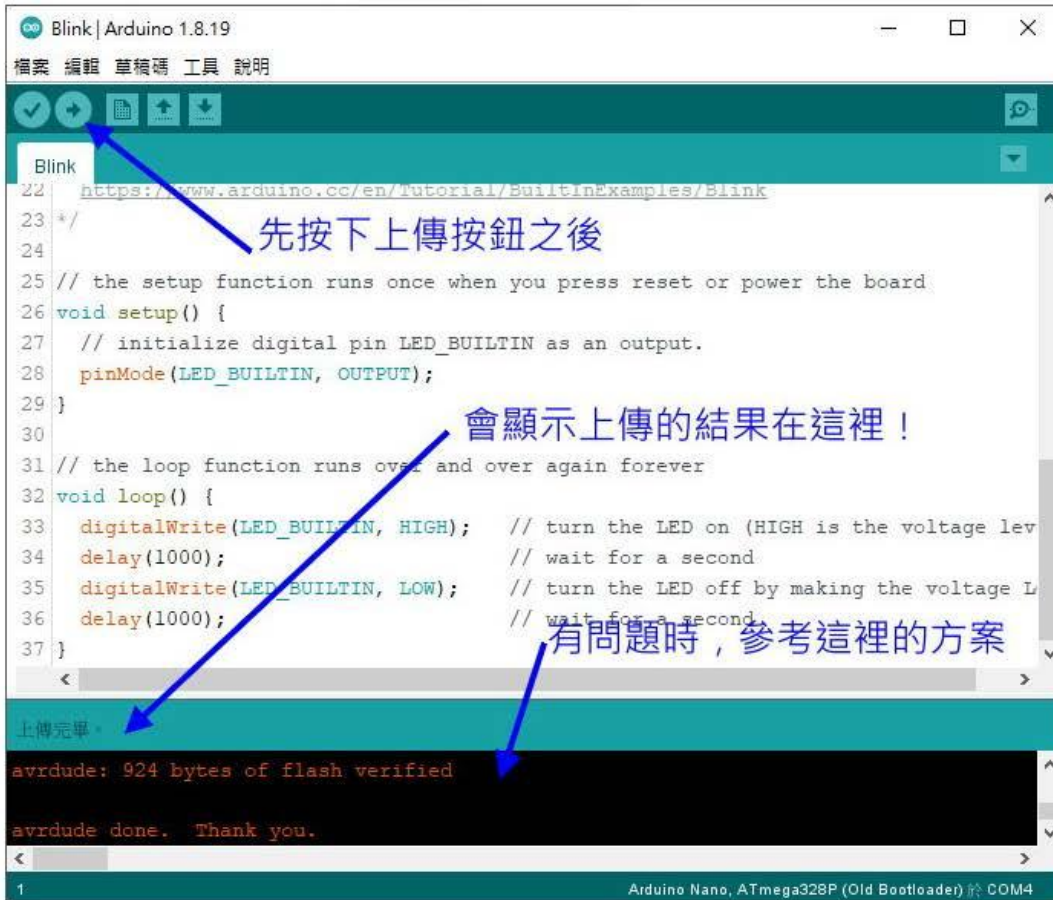 Blink | Arduino 1.8.19
檔案 編輯 草稿碼 工具 說明
Blink
22 https://www.arduino.cc/en/Tutorial/BuiltInExamples/Blink
23 */
先按下上傳按鈕之後
24
25 // the setup function runs once when you press reset or power the board
26 void setup() {
27 // initialize digital pin LED_BUILTIN as an output.
28 pinMode(LED_BUILTIN, OUTPUT);
29 }
會顯示上傳的結果在這裡！
30
31 // the loop function runs over and over again forever
32 void loop() {
33 digitalWrite(LED_BUILTIN, HIGH); // turn the LED on (HIGH is the voltage lev
34 delay(1000); // wait for a second
35 digitalWrite(LED_BUILTIN, LOW); // turn the LED off by making the voltage L
36 delay(1000); // wait for a second
有問題時，參考這裡的方案
37 }
上傳完畢。
avrdude: 924 bytes of flash verified
avrdude done. Thank you.
1 Arduino Nano, ATmega328P (Old Bootloader) 於 COM4